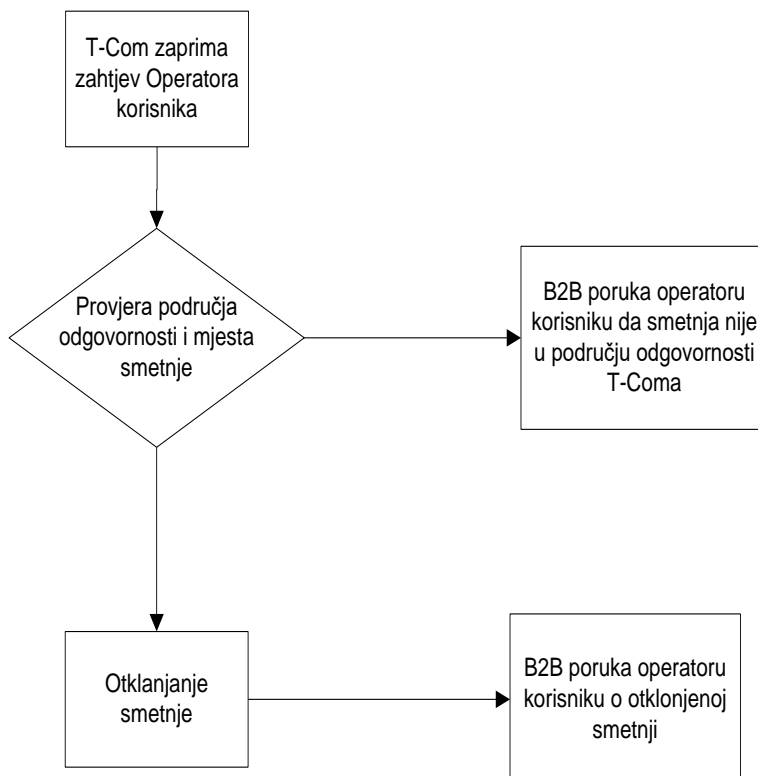 T-Com zaprima
zahtjev Operatora
korisnika
Provjera područja
odgovornosti i mjesta
smetnje
B2B poruka operatoru
korisniku da smetnja nije
u području odgovornosti
T-Coma
Otklanjanje
smetnje
B2B poruka operatoru
korisniku o otklonjenoj
smetnji